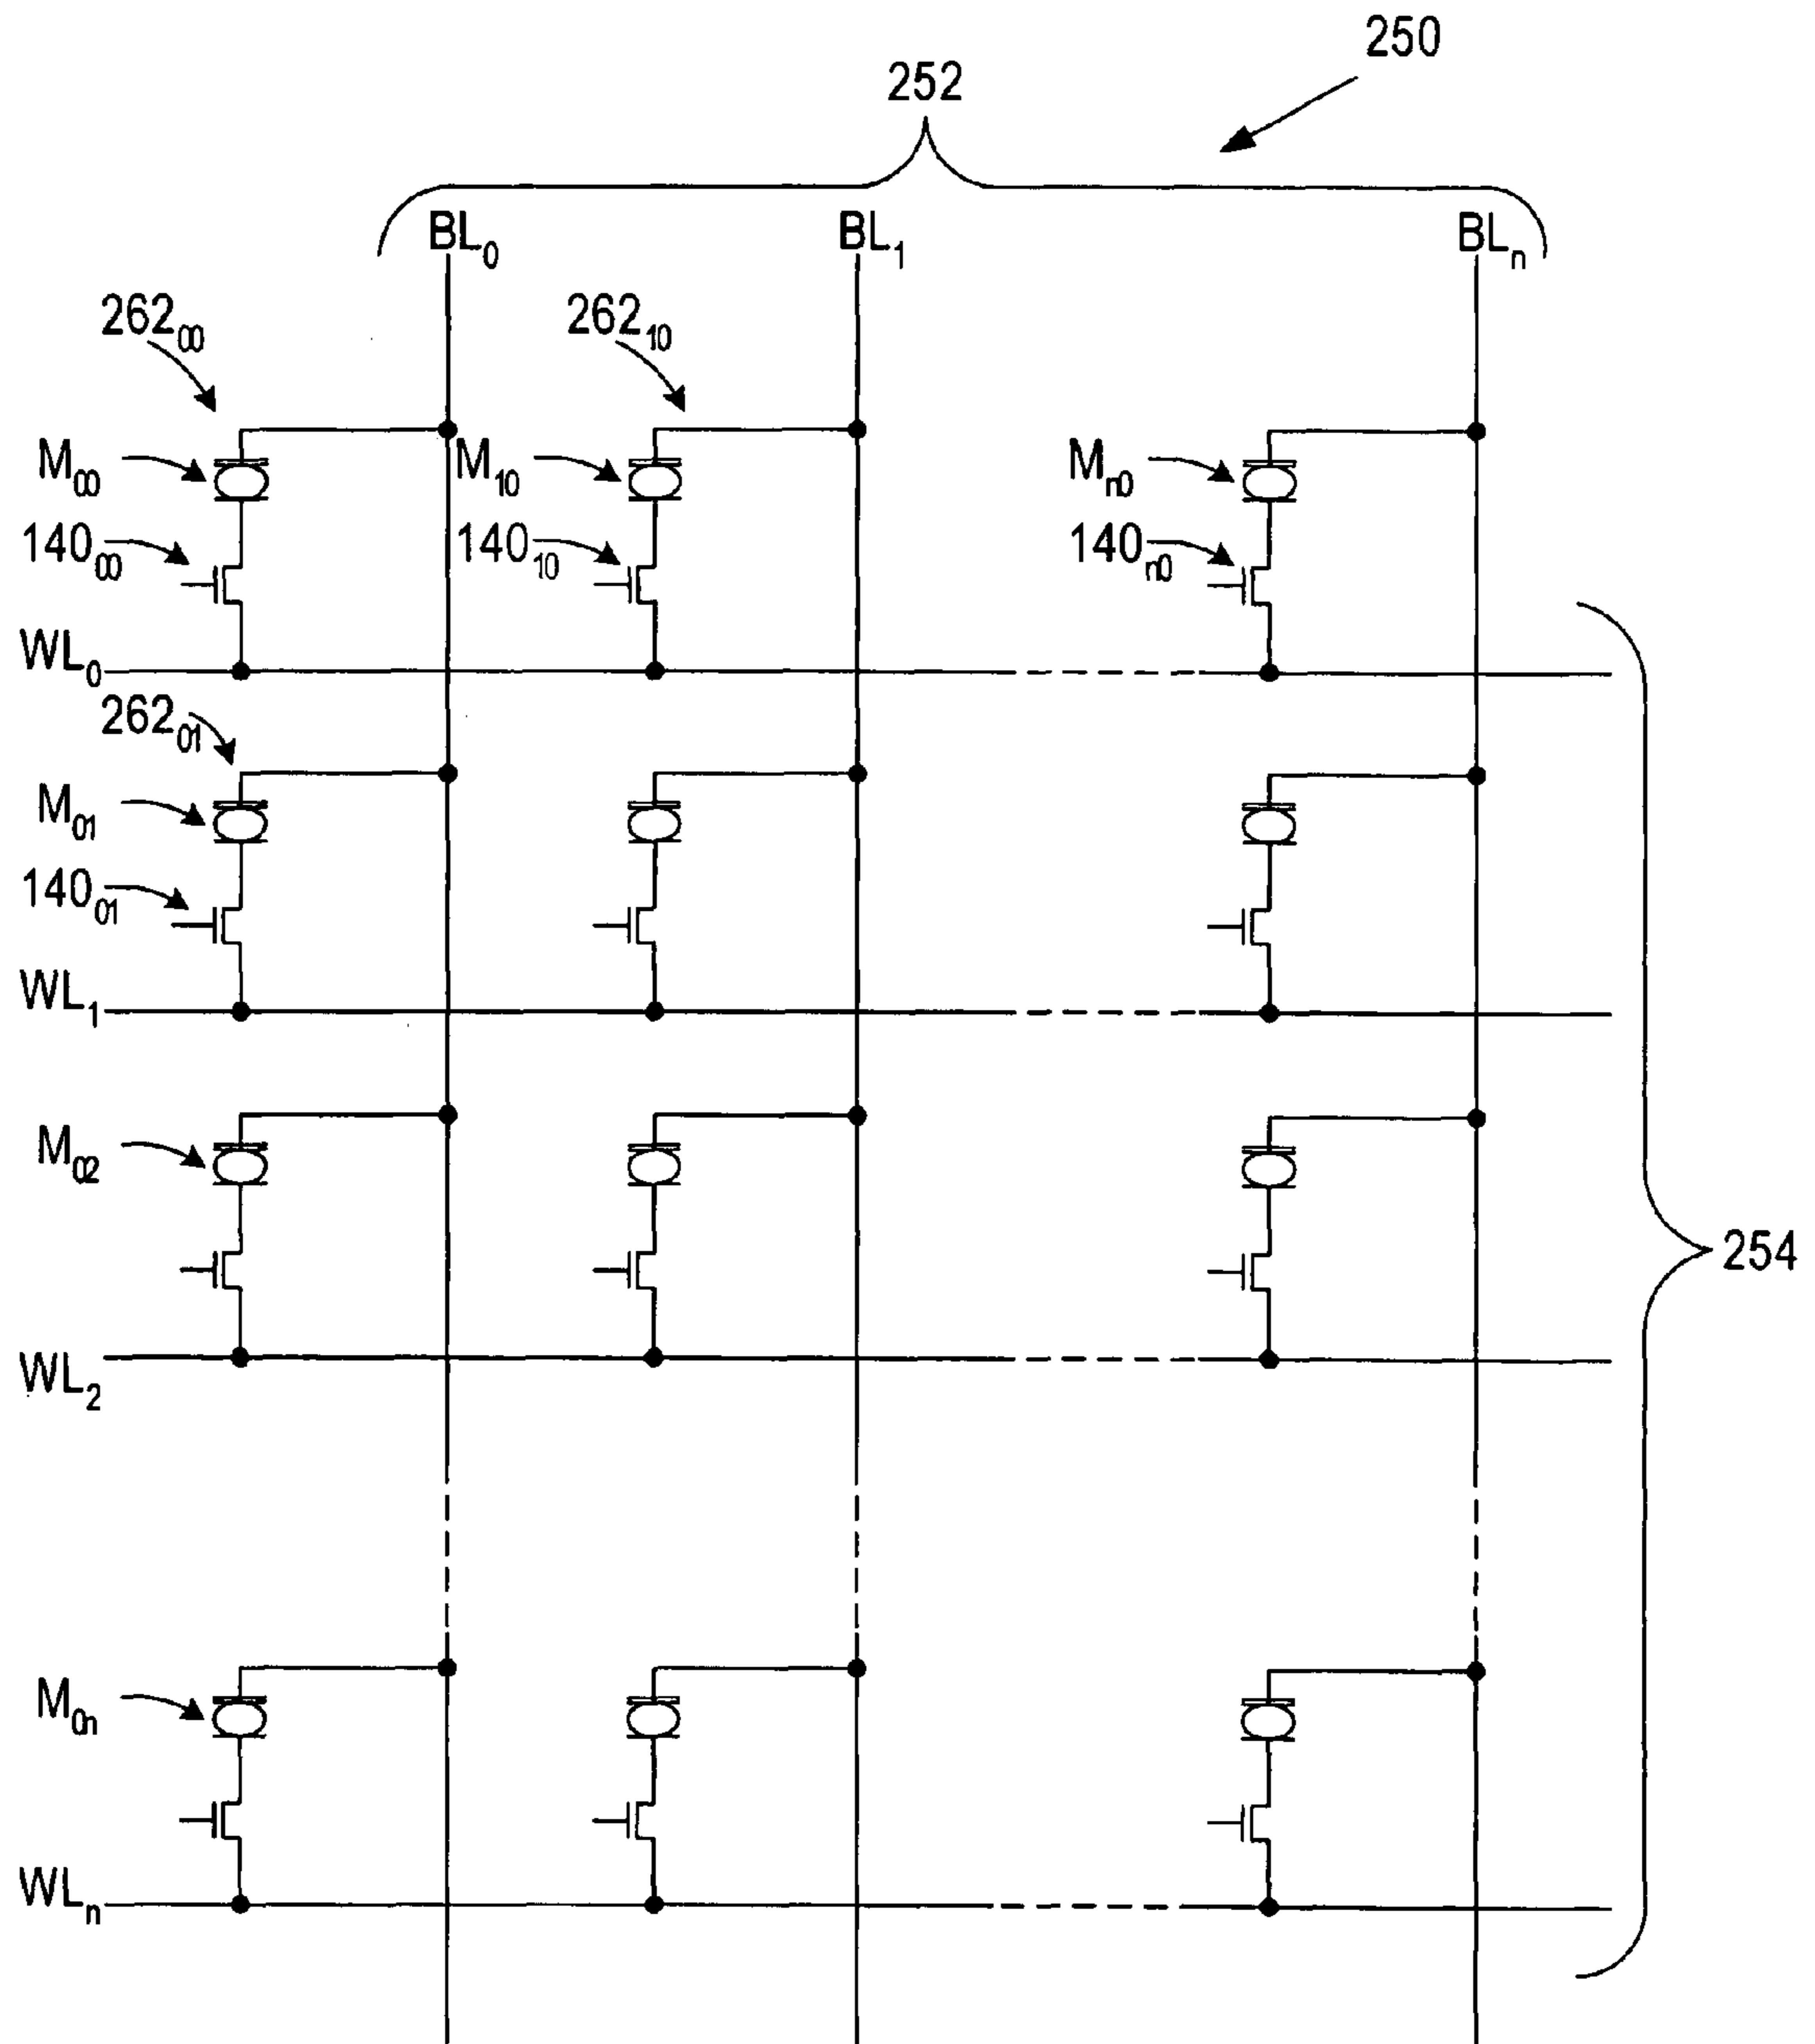 250
252
BL₀ BL₁ BLₙ
262₀₀ 262₁₀
M₀₀ M₁₀ Mₙ₀
140₀₀ 140₁₀ 140ₙ₀
WL₀
262₀₁
M₀₁
140₀₁
WL₁
M₀₂
254
WL₂
M₀ₙ
WLₙ